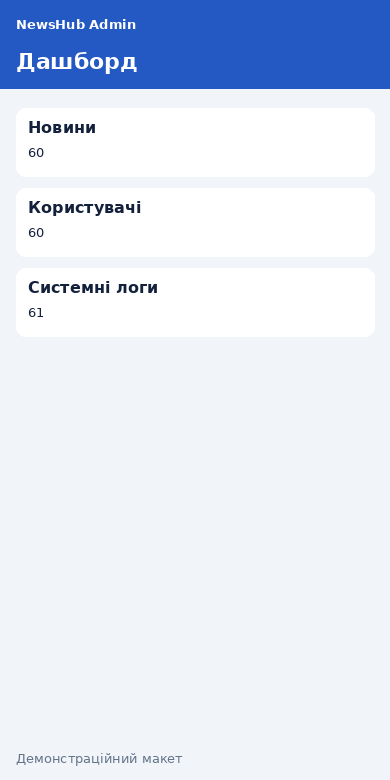 NewsHub Admin
Дашборд
Новини
60
Користувачі
60
Системні логи
61
Демонстраційний макет